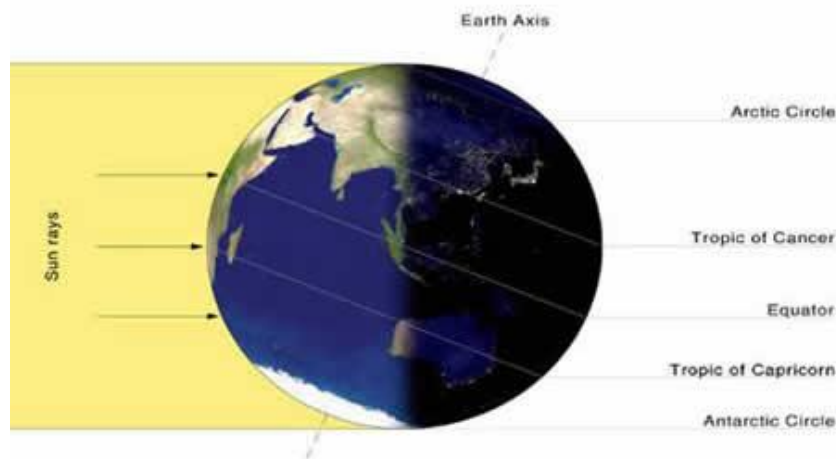 Earth Axis
Arctic Circle
Sun rays
Tropic of Cancer
Equator
Tropic of Capricorn
Antarctic Circle